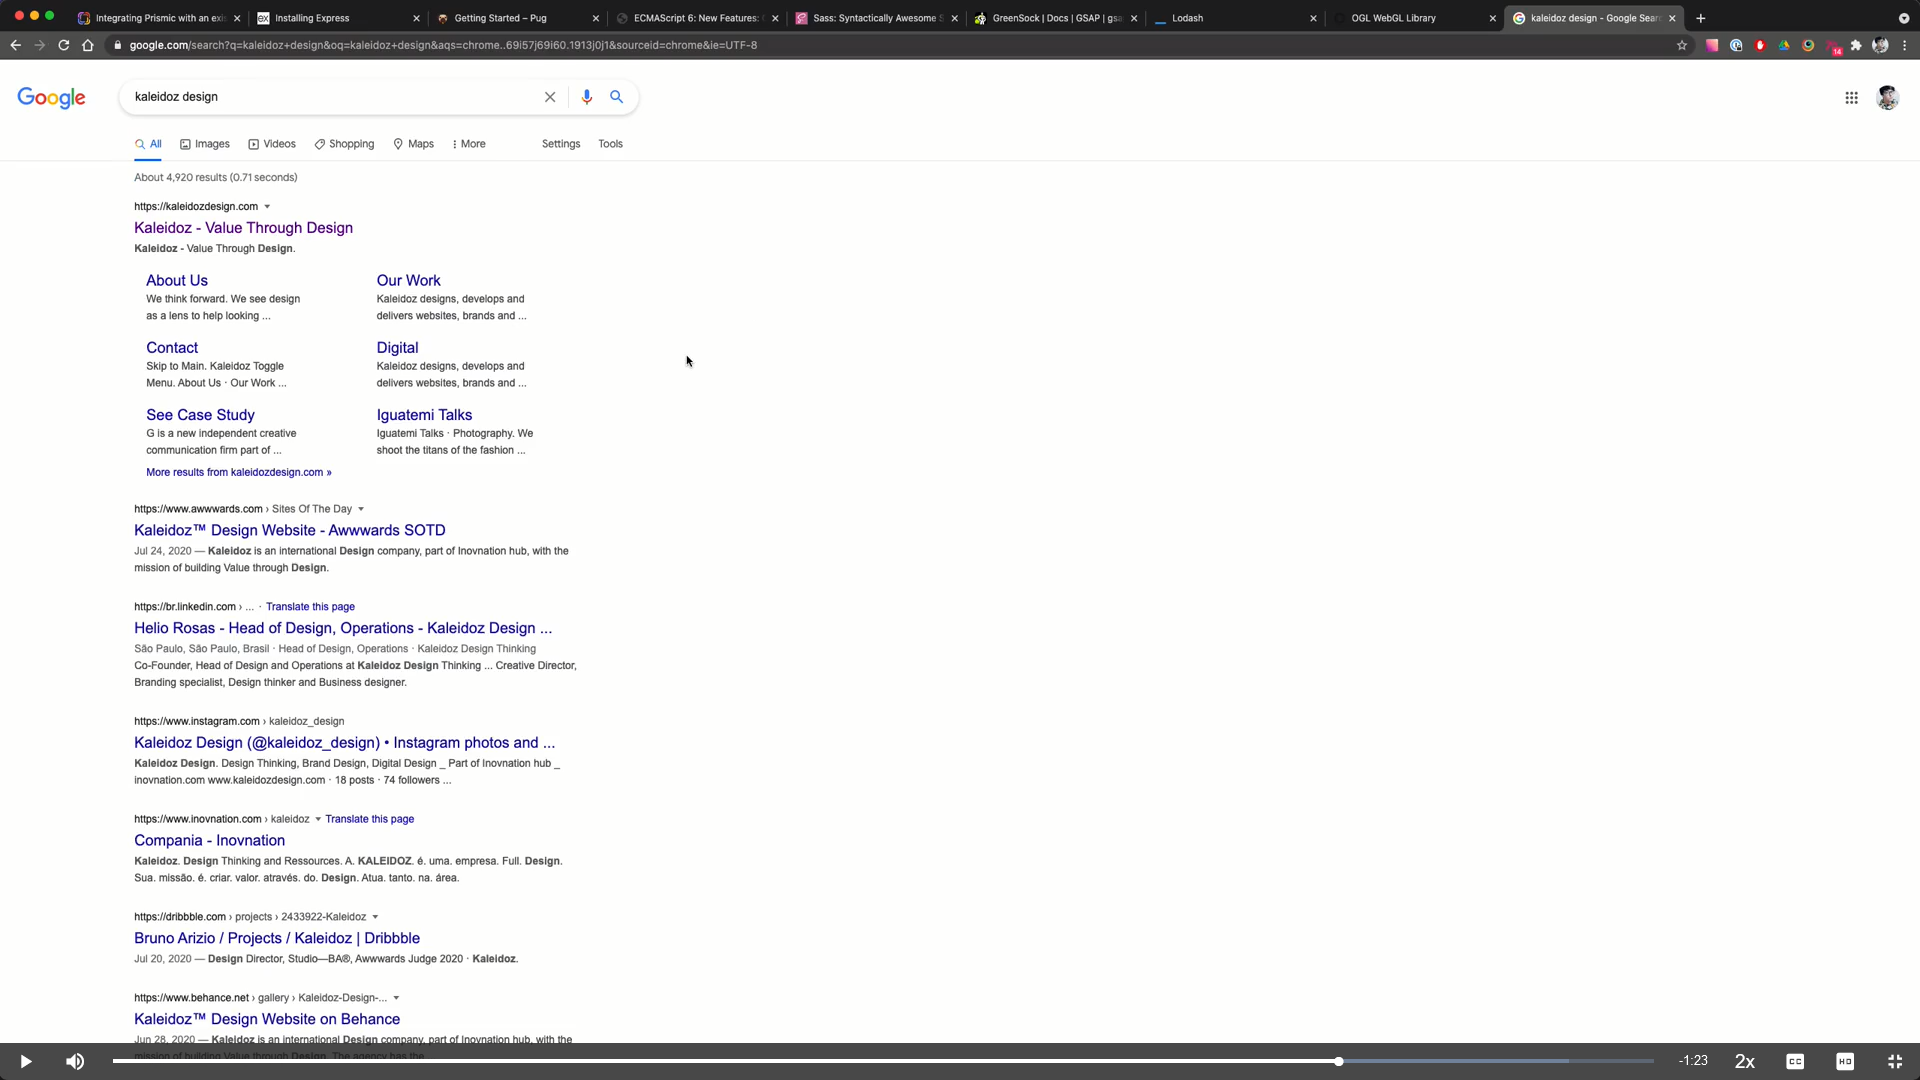 Integrating Prismic with an exis
Installing Express
Getting Started – Pug
ECMAScript 6: New Features:
Sass: Syntactically Awesome S
GreenSock | Docs | GSAP | gsa
Lodash
OGL WebGL Library
kaleidoz design - Google Sear
google.com/search?q=kaleidoz+design&oq=kaleidoz+design&aqs=chrome..69i57j69i60.1913j0j1&sourceid=chrome&ie=UTF-8
14
Google
kaleidoz design
All Images Videos Shopping Maps More Settings Tools
About 4,920 results (0.71 seconds)
https://kaleidozdesign.com
Kaleidoz - Value Through Design
Kaleidoz - Value Through Design.
About Us
We think forward. We see design
as a lens to help looking ...
Our Work
Kaleidoz designs, develops and
delivers websites, brands and ...
Contact
Skip to Main. Kaleidoz Toggle
Menu. About Us · Our Work ...
Digital
Kaleidoz designs, develops and
delivers websites, brands and ...
See Case Study
G is a new independent creative
communication firm part of ...
Iguatemi Talks
Iguatemi Talks · Photography. We
shoot the titans of the fashion ...
More results from kaleidozdesign.com »
https://www.awwwards.com › Sites Of The Day
Kaleidoz™ Design Website - Awwwards SOTD
Jul 24, 2020 — Kaleidoz is an international Design company, part of Inovnation hub, with the
mission of building Value through Design.
https://br.linkedin.com › ... · Translate this page
Helio Rosas - Head of Design, Operations - Kaleidoz Design ...
São Paulo, São Paulo, Brasil · Head of Design, Operations · Kaleidoz Design Thinking
Co-Founder, Head of Design and Operations at Kaleidoz Design Thinking ... Creative Director,
Branding specialist, Design thinker and Business designer.
https://www.instagram.com › kaleidoz_design
Kaleidoz Design (@kaleidoz_design) • Instagram photos and ...
Kaleidoz Design. Design Thinking, Brand Design, Digital Design _ Part of Inovnation hub _
inovnation.com www.kaleidozdesign.com · 18 posts · 74 followers ...
https://www.inovnation.com › kaleidoz Translate this page
Compania - Inovnation
Kaleidoz. Design Thinking and Ressources. A. KALEIDOZ. é. uma. empresa. Full. Design.
Sua. missão. é. criar. valor. através. do. Design. Atua. tanto. na. área.
https://dribbble.com › projects › 2433922-Kaleidoz
Bruno Arizio / Projects / Kaleidoz | Dribbble
Jul 20, 2020 — Design Director, Studio—BA®, Awwwards Judge 2020 · Kaleidoz.
https://www.behance.net › gallery › Kaleidoz-Design-...
Kaleidoz™ Design Website on Behance
Jun 28, 2020 — Kaleidoz is an international Design company, part of Inovnation hub, with the
mission of building Value through Design. The agency has the
-1:23 2x CC HD